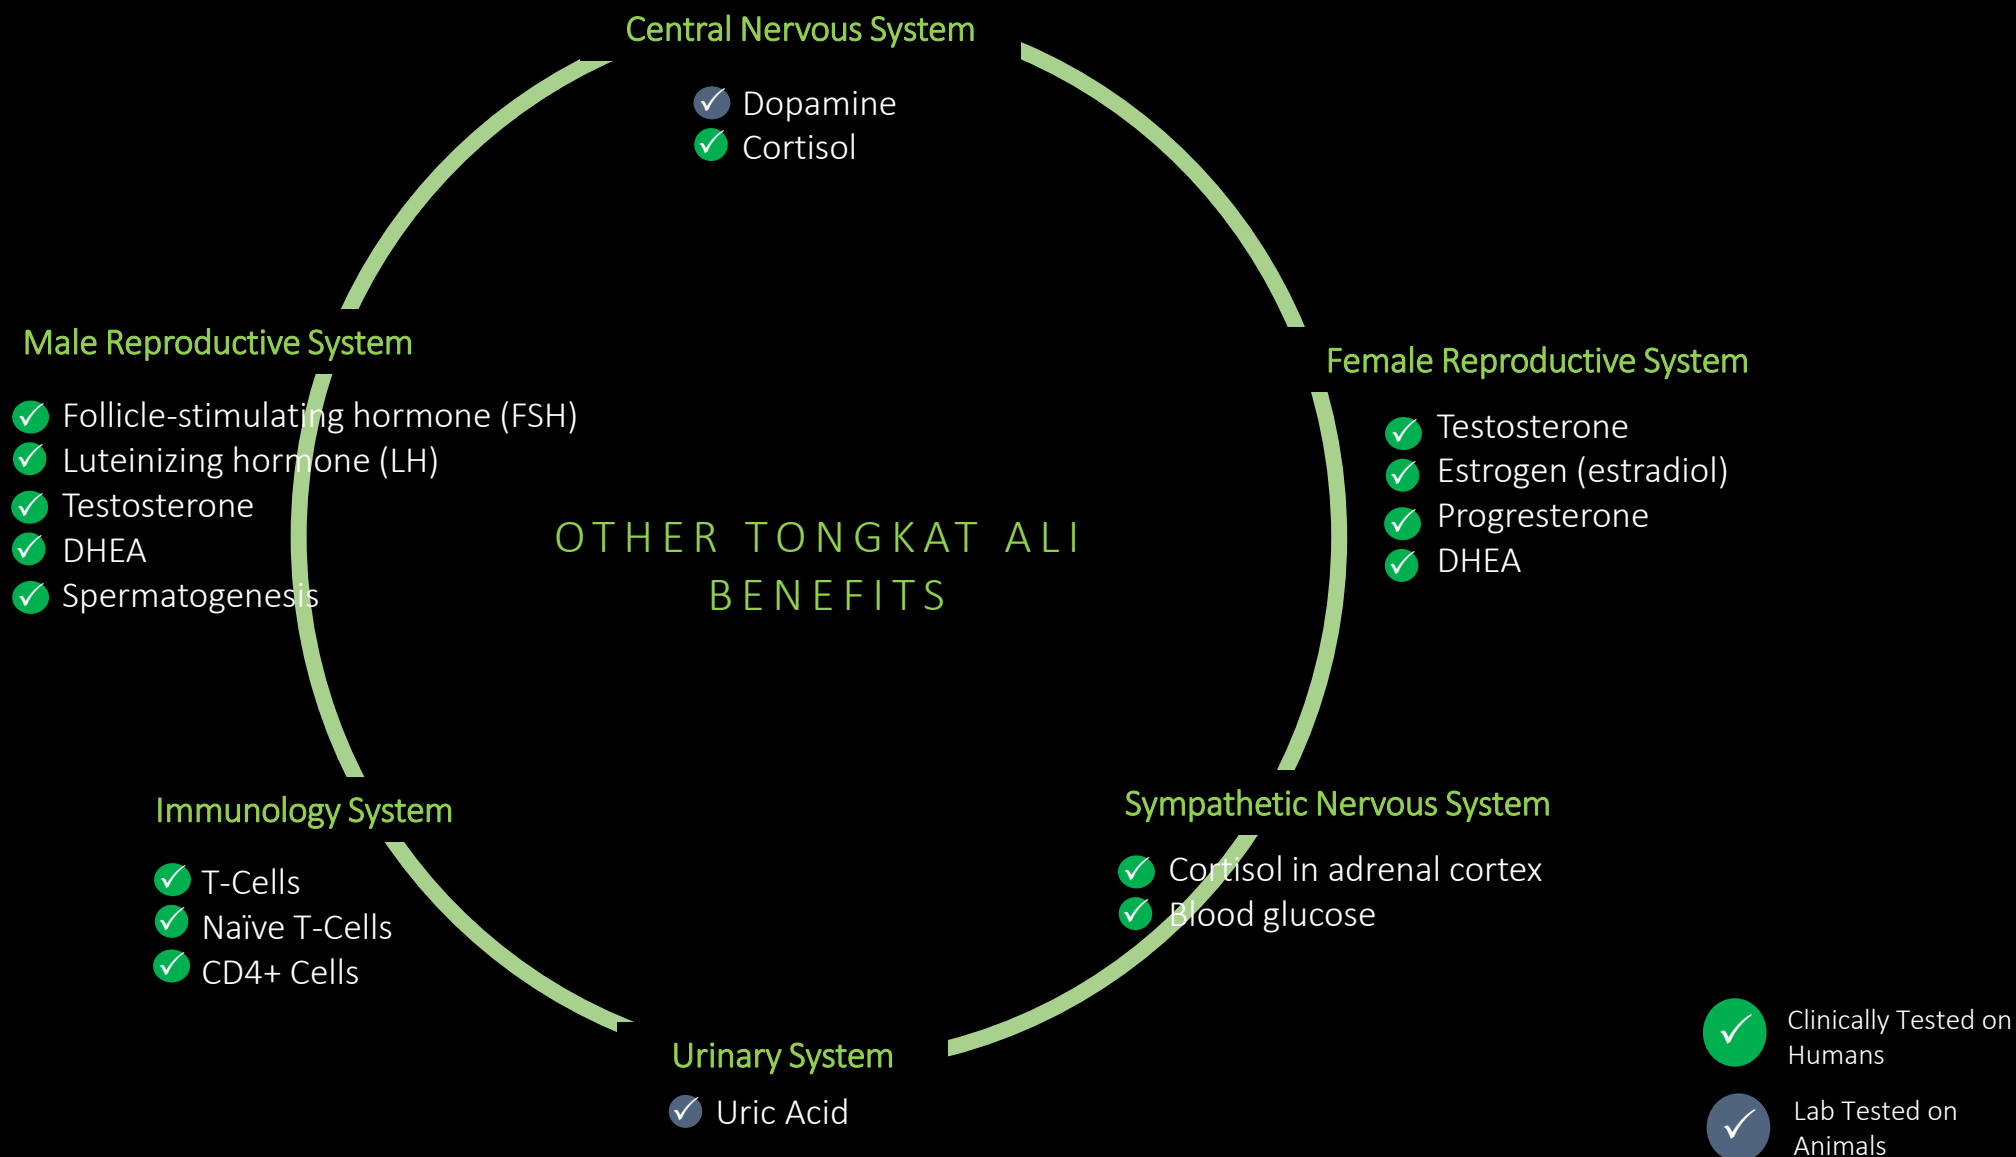 Central Nervous System
Dopamine
Cortisol
Male Reproductive System
Follicle-stimulating hormone (FSH)
Luteinizing hormone (LH)
Testosterone
DHEA
Spermatogenesis
Female Reproductive System
Testosterone
Estrogen (estradiol)
Progresterone
DHEA
OTHER TONGKAT ALI
BENEFITS
Immunology System
T-Cells
Naïve T-Cells
CD4+ Cells
Sympathetic Nervous System
Cortisol in adrenal cortex
Blood glucose
Urinary System
Uric Acid
Clinically Tested on
Humans
Lab Tested on
Animals